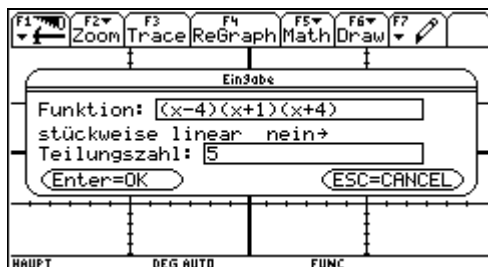 F1 F2 Zoom F3 Trace F4 ReGraph F5 Math F6 Draw F7
Eingabe
Funktion: (x-4)(x+1)(x+4)
stückweise linear nein→
Teilungszahl: 5
Enter=OK ESC=CANCEL
HAUPT DEG AUTO FUNC